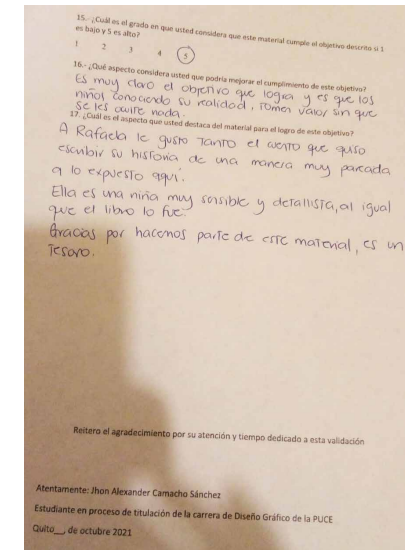 15.- ¿Cuál es el grado en que usted considera que este material cumple el objetivo descrito si 1
es bajo y 5 es alto?
1 2 3 4 5
16.- ¿Qué aspecto considera usted que podría mejorar el cumplimiento de este objetivo?
Es muy claro el objetivo que logra y es que los
niños conociendo su realidad, tomen valor sin que
se les quite nada.
17. ¿Cuál es el aspecto que usted destaca del material para el logro de este objetivo?
A Rafaela le gusto tanto el cuento que quiso
escribir su historia de una manera muy pareada
a lo expuesto aquí.
Ella es una niña muy sensible y detallista, al igual
que el libro lo fue.
Gracias por hacernos parte de este material, es un
tesoro.
Reitero el agradecimiento por su atención y tiempo dedicado a esta validación
Atentamente: Jhon Alexander Camacho Sánchez
Estudiante en proceso de titulación de la carrera de Diseño Gráfico de la PUCE
Quito__, de octubre 2021